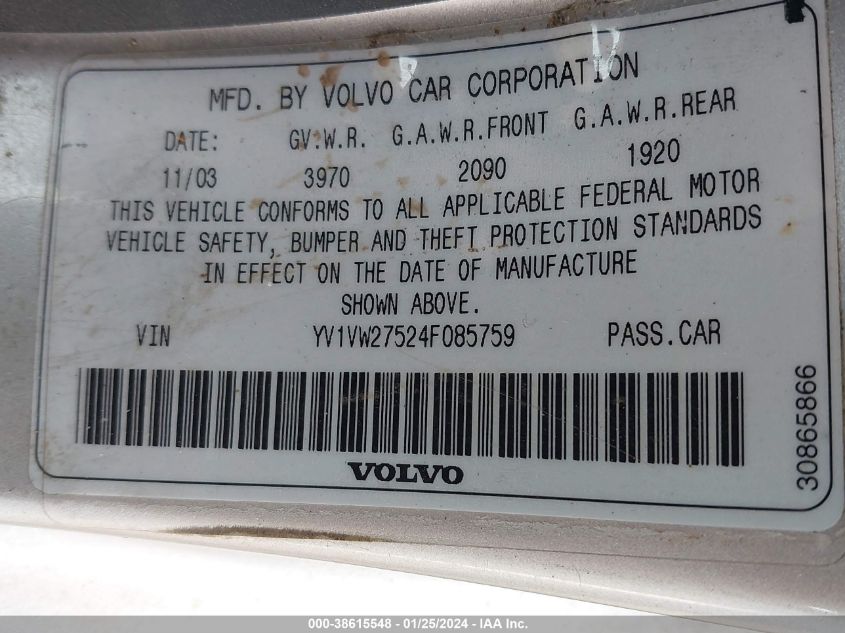 MFD. BY VOLVO CAR CORPORATION
DATE: GV.W.R. G.A.W.R.FRONT G.A.W.R.REAR
11/03 3970 2090 1920
THIS VEHICLE CONFORMS TO ALL APPLICABLE FEDERAL MOTOR
VEHICLE SAFETY, BUMPER AND THEFT PROTECTION STANDARDS
IN EFFECT ON THE DATE OF MANUFACTURE
SHOWN ABOVE.
VIN YV1VW27524F085759 PASS.CAR
VOLVO
30865866
000-38615548 - 01/25/2024 - IAA Inc.